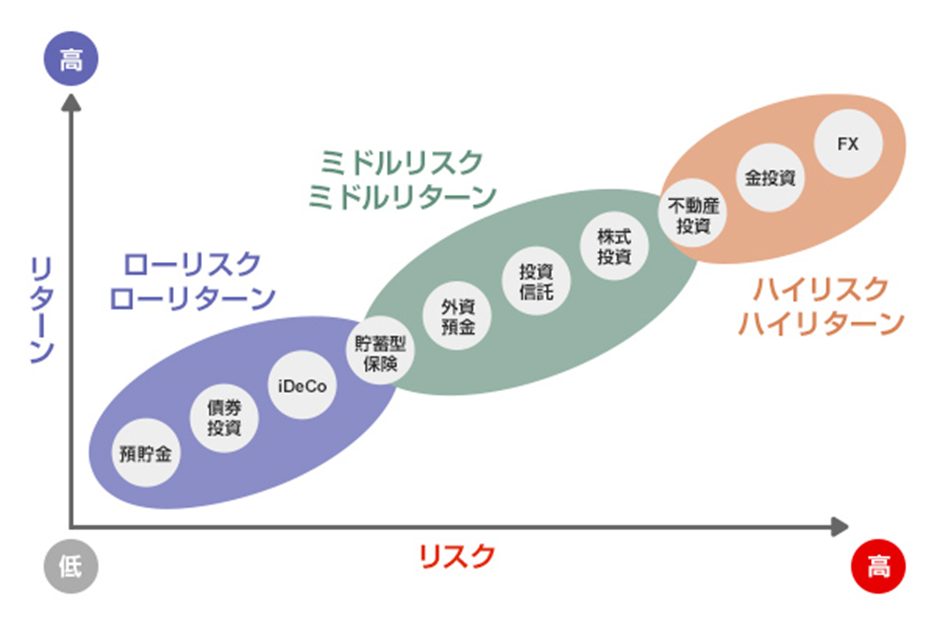 高
ミドルリスク
ミドルリターン
FX
金投資
不動産
投資
株式
投資
投資
信託
外資
預金
貯蓄型
保険
ローリスク
ローリターン
ハイリスク
ハイリターン
リターン
iDeCo
債券
投資
預貯金
リスク
低
高